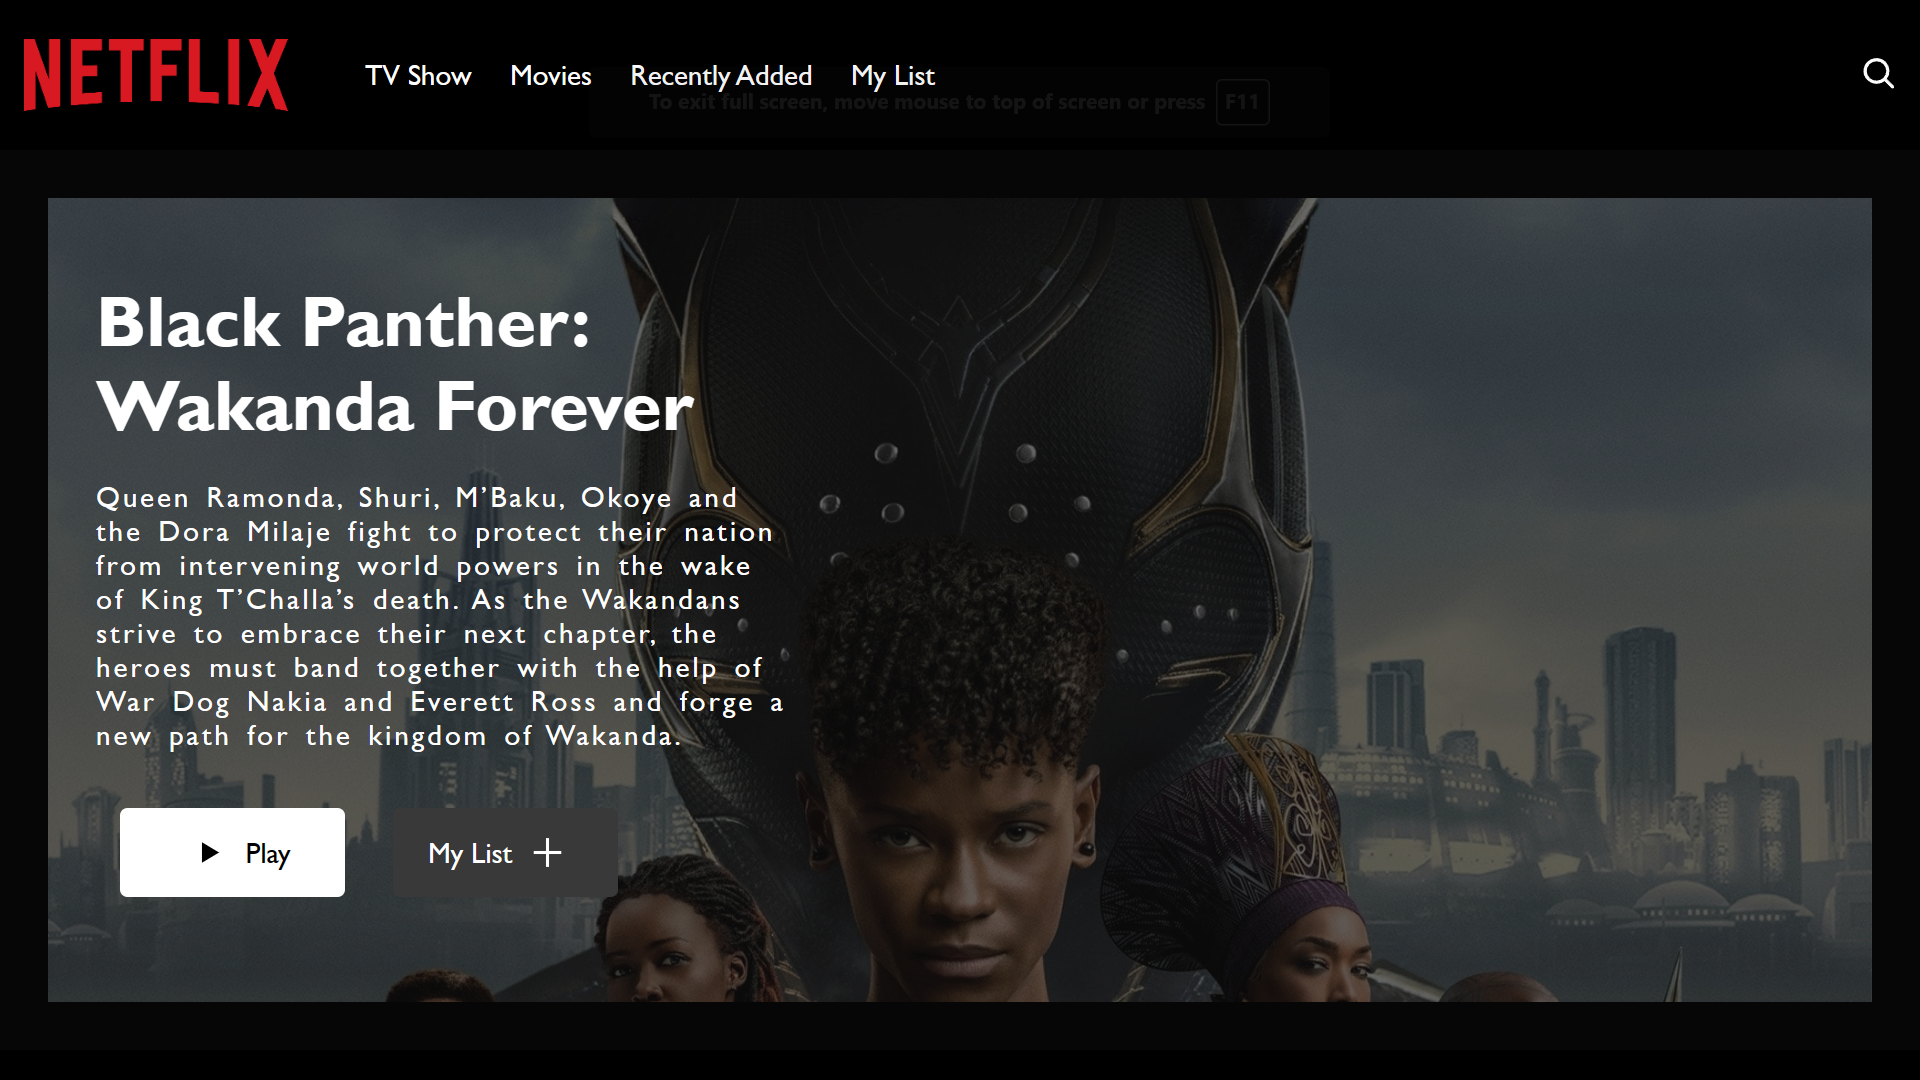 NETFLIX
TV Show
Movies
Recently Added
My List
To exit full screen, move mouse to top of screen or press F11
Black Panther:
Wakanda Forever
Queen Ramonda, Shuri, M’Baku, Okoye and
the Dora Milaje fight to protect their nation
from intervening world powers in the wake
of King T’Challa’s death. As the Wakandans
strive to embrace their next chapter, the
heroes must band together with the help of
War Dog Nakia and Everett Ross and forge a
new path for the kingdom of Wakanda.
Play
My List